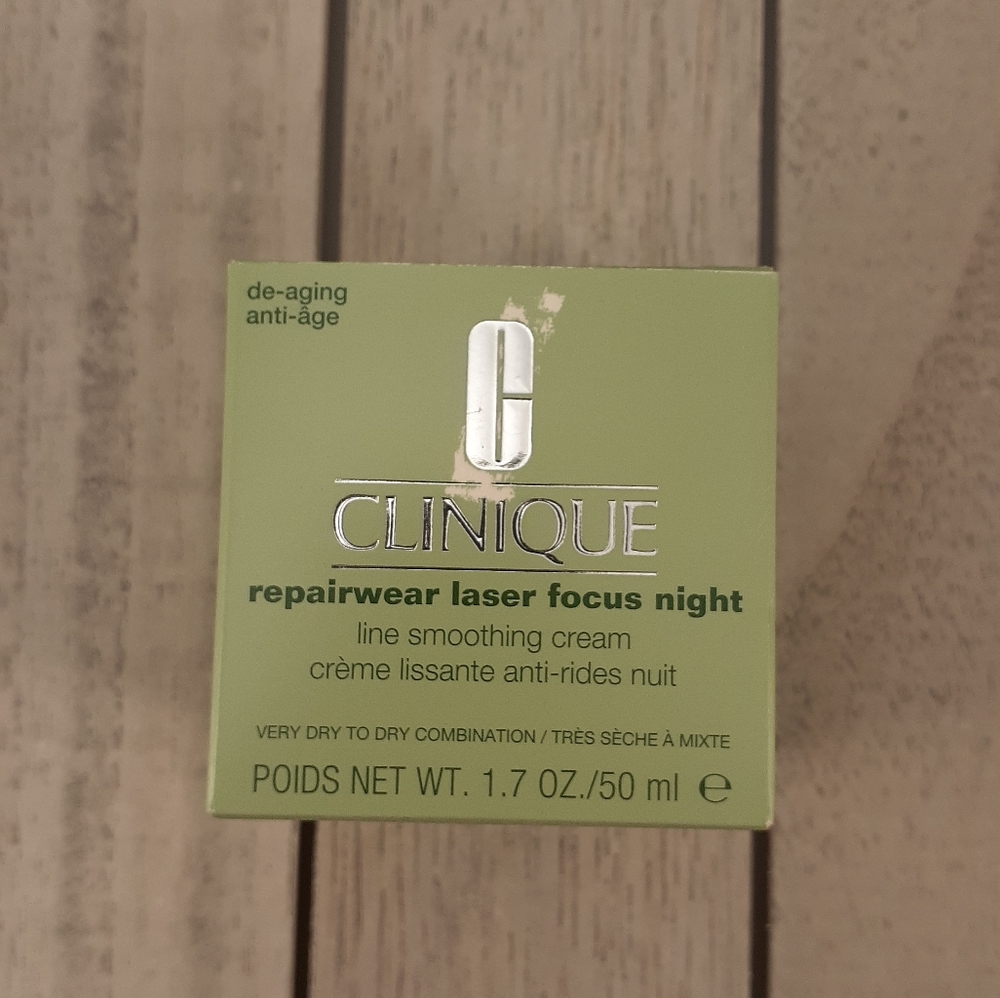 de-aging
anti-âge
C
CLINIQUE
repairwear laser focus night
line smoothing cream
crème lissante anti-rides nuit
VERY DRY TO DRY COMBINATION / TRÈS SÈCHE À MIXTE
POIDS NET WT. 1.7 OZ./50 ml ℮